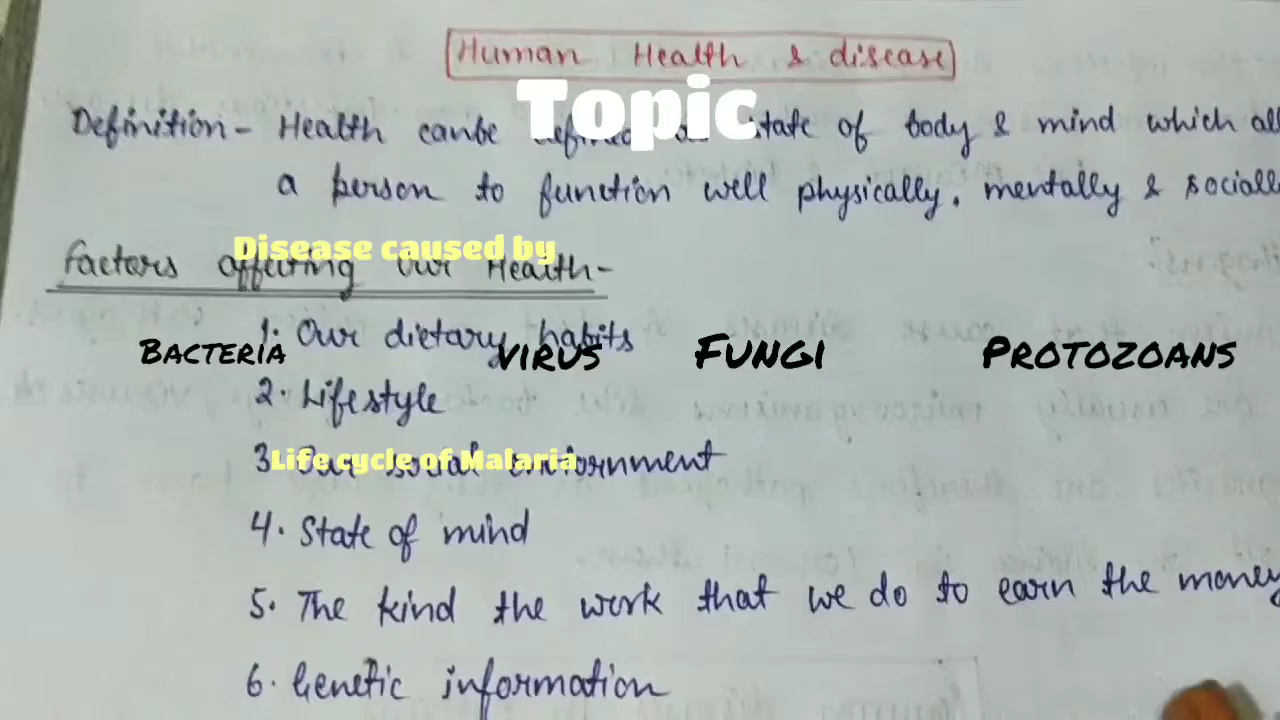 Human Health & disease
Topic
Definition - Health canbe defined state of body & mind which all
a person to function well physically, mentally & sociall
Disease caused by
Factors affecting our Health-
1. Our dietary habits
Bacteria virus Fungi Protozoans
2. Lifestyle
3. Our social
Life cycle of Malaria
4. State of mind
5. The kind the work that we do to earn the money
6. Genetic information